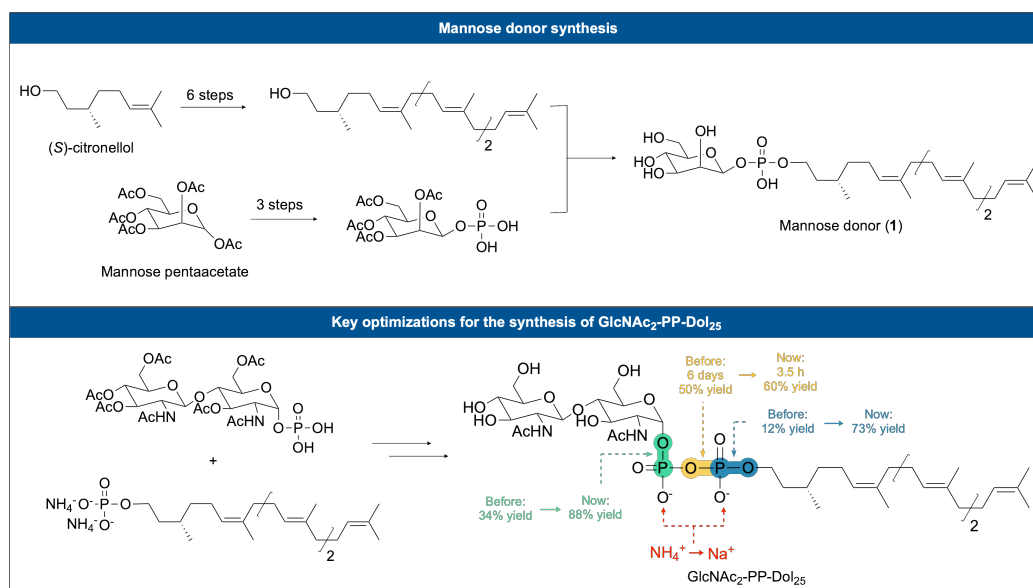 Mannose donor synthesis
HO
6 steps
HO
2
(S)-citronellol
AcO
OAc
AcO
AcO
O
OAc
Mannose pentaacetate
3 steps
AcO
OAc
AcO
AcO
O
O
P
O
OH
OH
HO
OH
HO
HO
O
O
P
O
OH
O
2
Mannose donor (1)
Key optimizations for the synthesis of GlcNAc₂-PP-Dol₂₅
OAc
AcO
AcO
O
AcHN
O
OAc
AcO
O
AcHN
O
P
O
OH
OH
+
NH₄⁺
O⁻
P
O
O
NH₄⁺
O⁻
2
OH
HO
HO
O
AcHN
O
OH
HO
O
AcHN
O
O
P
O⁻
O
O
P
O⁻
O
2
Before:
6 days
50% yield
Now:
3.5 h
60% yield
Before:
12% yield
Now:
73% yield
Before:
34% yield
Now:
88% yield
NH₄⁺
Na⁺
GlcNAc₂-PP-Dol₂₅